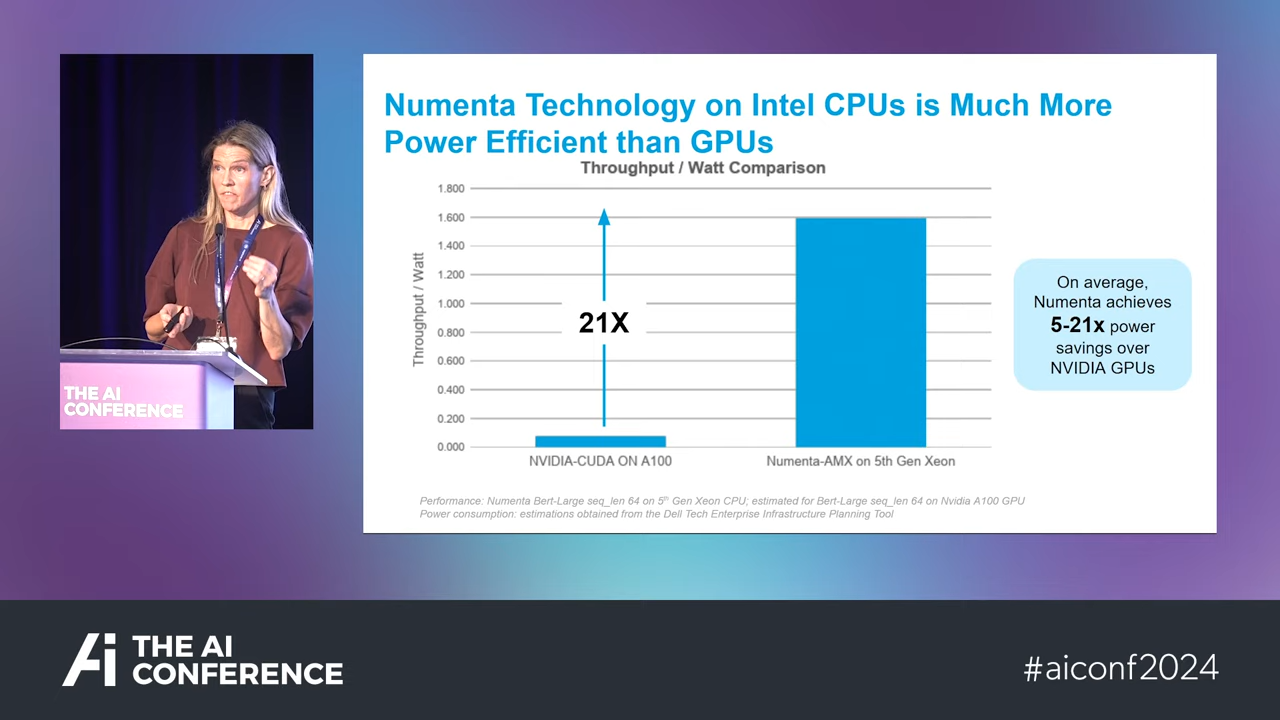 Numenta Technology on Intel CPUs is Much More
Power Efficient than GPUs
Throughput / Watt Comparison
Throughput / Watt
1.800
1.600
1.400
1.200
1.000
0.800
0.600
0.400
0.200
0.000
21X
NVIDIA-CUDA ON A100
Numenta-AMX on 5th Gen Xeon
On average,
Numenta achieves
5-21x power
savings over
NVIDIA GPUs
Performance: Numenta Bert-Large seq_len 64 on 5th Gen Xeon CPU; estimated for Bert-Large seq_len 64 on Nvidia A100 GPU
Power consumption: estimations obtained from the Dell Tech Enterprise Infrastructure Planning Tool
THE AI
CONFERENCE
Ai THE AI
CONFERENCE
#aiconf2024